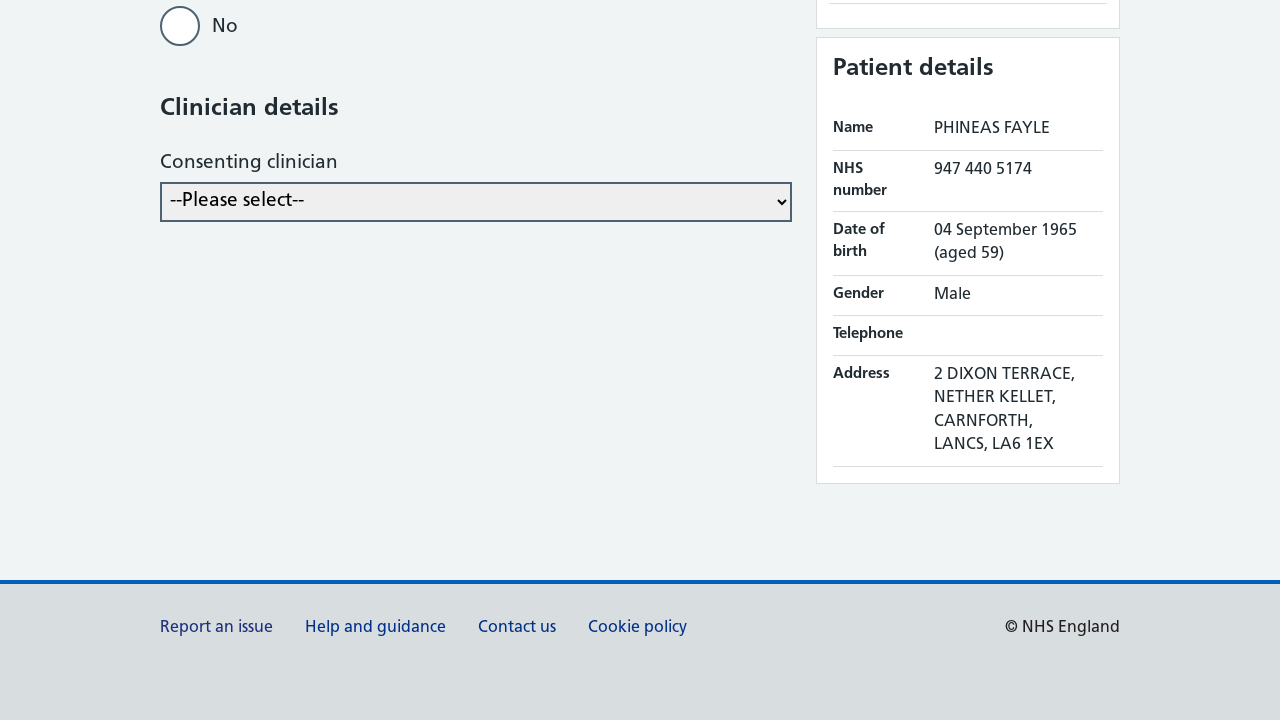 No
Clinician details
Consenting clinician
--Please select--
Patient details
Name PHINEAS FAYLE
NHS number 947 440 5174
Date of birth 04 September 1965 (aged 59)
Gender Male
Telephone
Address 2 DIXON TERRACE,
NETHER KELLET,
CARNFORTH,
LANCS, LA6 1EX
Report an issue Help and guidance Contact us Cookie policy © NHS England